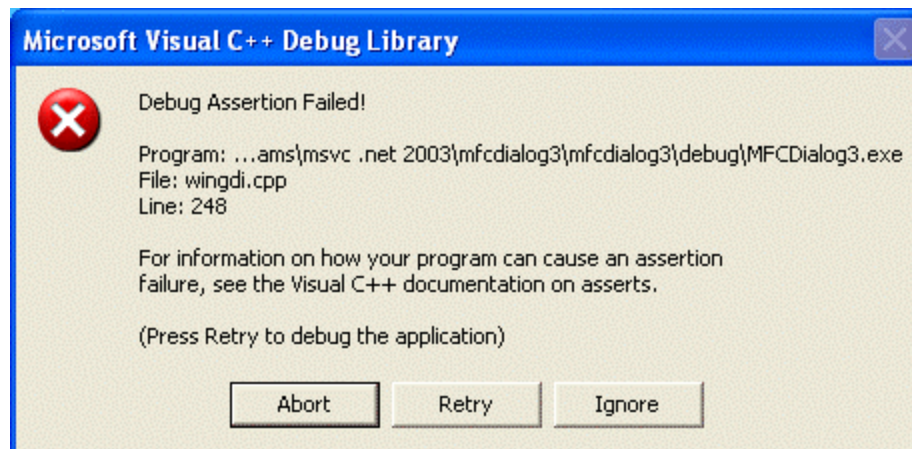 Microsoft Visual C++ Debug Library
Debug Assertion Failed!
Program: ...ams\msvc .net 2003\mfcdialog3\mfcdialog3\debug\MFCDialog3.exe
File: wingdi.cpp
Line: 248
For information on how your program can cause an assertion
failure, see the Visual C++ documentation on asserts.
(Press Retry to debug the application)
Abort Retry Ignore